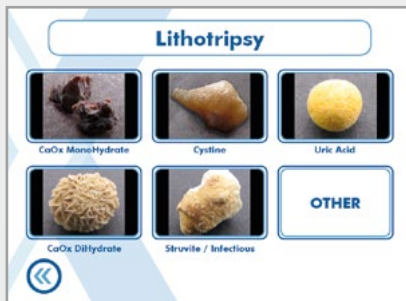 Lithotripsy
CaOx MonoHydrate
Cystine
Uric Acid
CaOx DiHydrate
Struvite / Infectious
OTHER